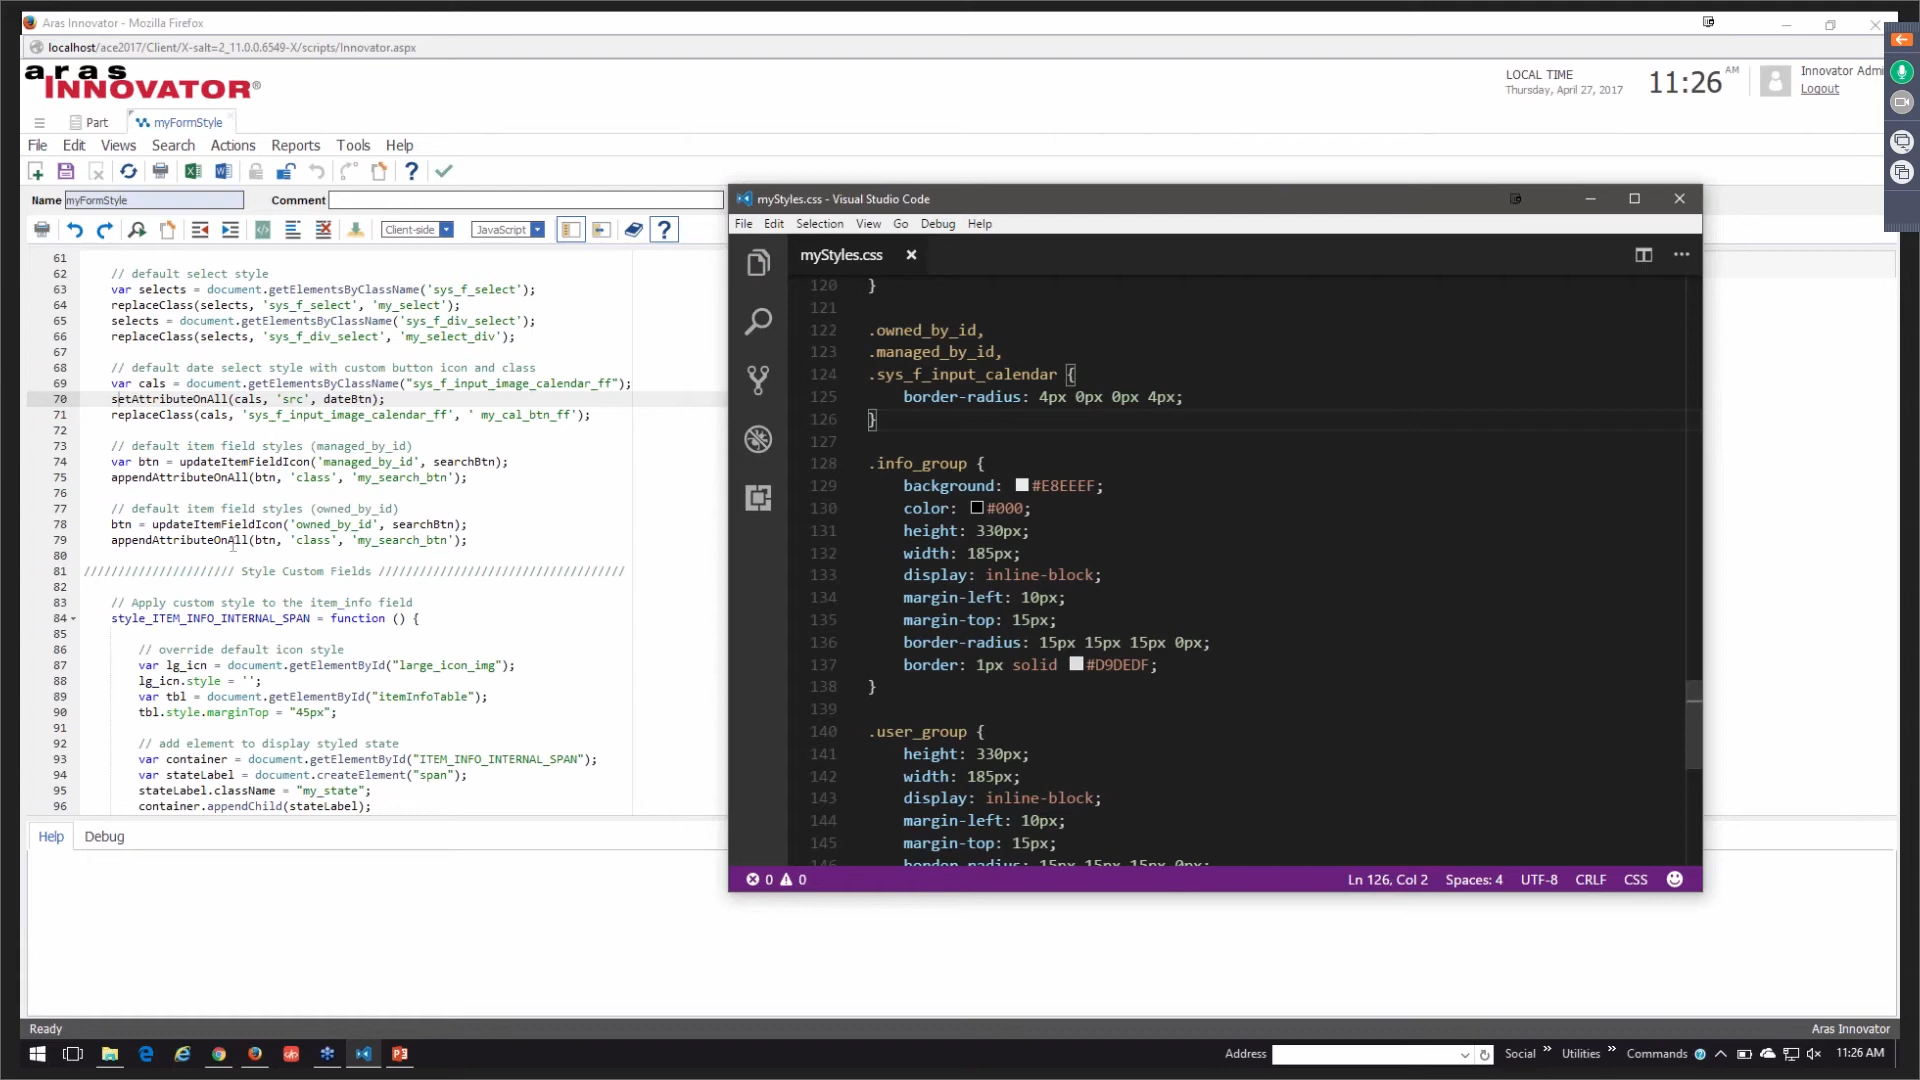 Aras Innovator - Mozilla Firefox
localhost/ace2017/Client/X-salt=2_11.0.0.6549-X/scripts/Innovator.aspx
aras
INNOVATOR®
LOCAL TIME
Thursday, April 27, 2017
11:26 AM
Innovator Admi
Logout
Part
myFormStyle
File Edit Views Search Actions Reports Tools Help
Name myFormStyle Comment
Client-side JavaScript
61
62 // default select style
63 var selects = document.getElementsByClassName('sys_f_select');
64 replaceClass(selects, 'sys_f_select', 'my_select');
65 selects = document.getElementsByClassName('sys_f_div_select');
66 replaceClass(selects, 'sys_f_div_select', 'my_select_div');
67
68 // default date select style with custom button icon and class
69 var cals = document.getElementsByClassName("sys_f_input_image_calendar_ff");
70 setAttributeOnAll(cals, 'src', dateBtn);
71 replaceClass(cals, 'sys_f_input_image_calendar_ff', ' my_cal_btn_ff');
72
73 // default item field styles (managed_by_id)
74 var btn = updateItemFieldIcon('managed_by_id', searchBtn);
75 appendAttributeOnAll(btn, 'class', 'my_search_btn');
76
77 // default item field styles (owned_by_id)
78 btn = updateItemFieldIcon('owned_by_id', searchBtn);
79 appendAttributeOnAll(btn, 'class', 'my_search_btn');
80
81 ////////////////////// Style Custom Fields ////////////////////////////////////
82
83 // Apply custom style to the item_info field
84 style_ITEM_INFO_INTERNAL_SPAN = function () {
85
86 // override default icon style
87 var lg_icn = document.getElementById("large_icon_img");
88 lg_icn.style = '';
89 var tbl = document.getElementById("itemInfoTable");
90 tbl.style.marginTop = "45px";
91
92 // add element to display styled state
93 var container = document.getElementById("ITEM_INFO_INTERNAL_SPAN");
94 var stateLabel = document.createElement("span");
95 stateLabel.className = "my_state";
96 container.appendChild(stateLabel);
Help Debug
myStyles.css - Visual Studio Code
File Edit Selection View Go Debug Help
myStyles.css
120 }
121
122 .owned_by_id,
123 .managed_by_id,
124 .sys_f_input_calendar {
125 border-radius: 4px 0px 0px 4px;
126 }
127
128 .info_group {
129 background: #E8EEEF;
130 color: #000;
131 height: 330px;
132 width: 185px;
133 display: inline-block;
134 margin-left: 10px;
135 margin-top: 15px;
136 border-radius: 15px 15px 15px 0px;
137 border: 1px solid #D9DEDF;
138 }
139
140 .user_group {
141 height: 330px;
142 width: 185px;
143 display: inline-block;
144 margin-left: 10px;
145 margin-top: 15px;
146 border-radius: 15px 15px 15px 0px;
0 0 Ln 126, Col 2 Spaces: 4 UTF-8 CRLF CSS
Ready Aras Innovator
Address Social Utilities Commands 11:26 AM